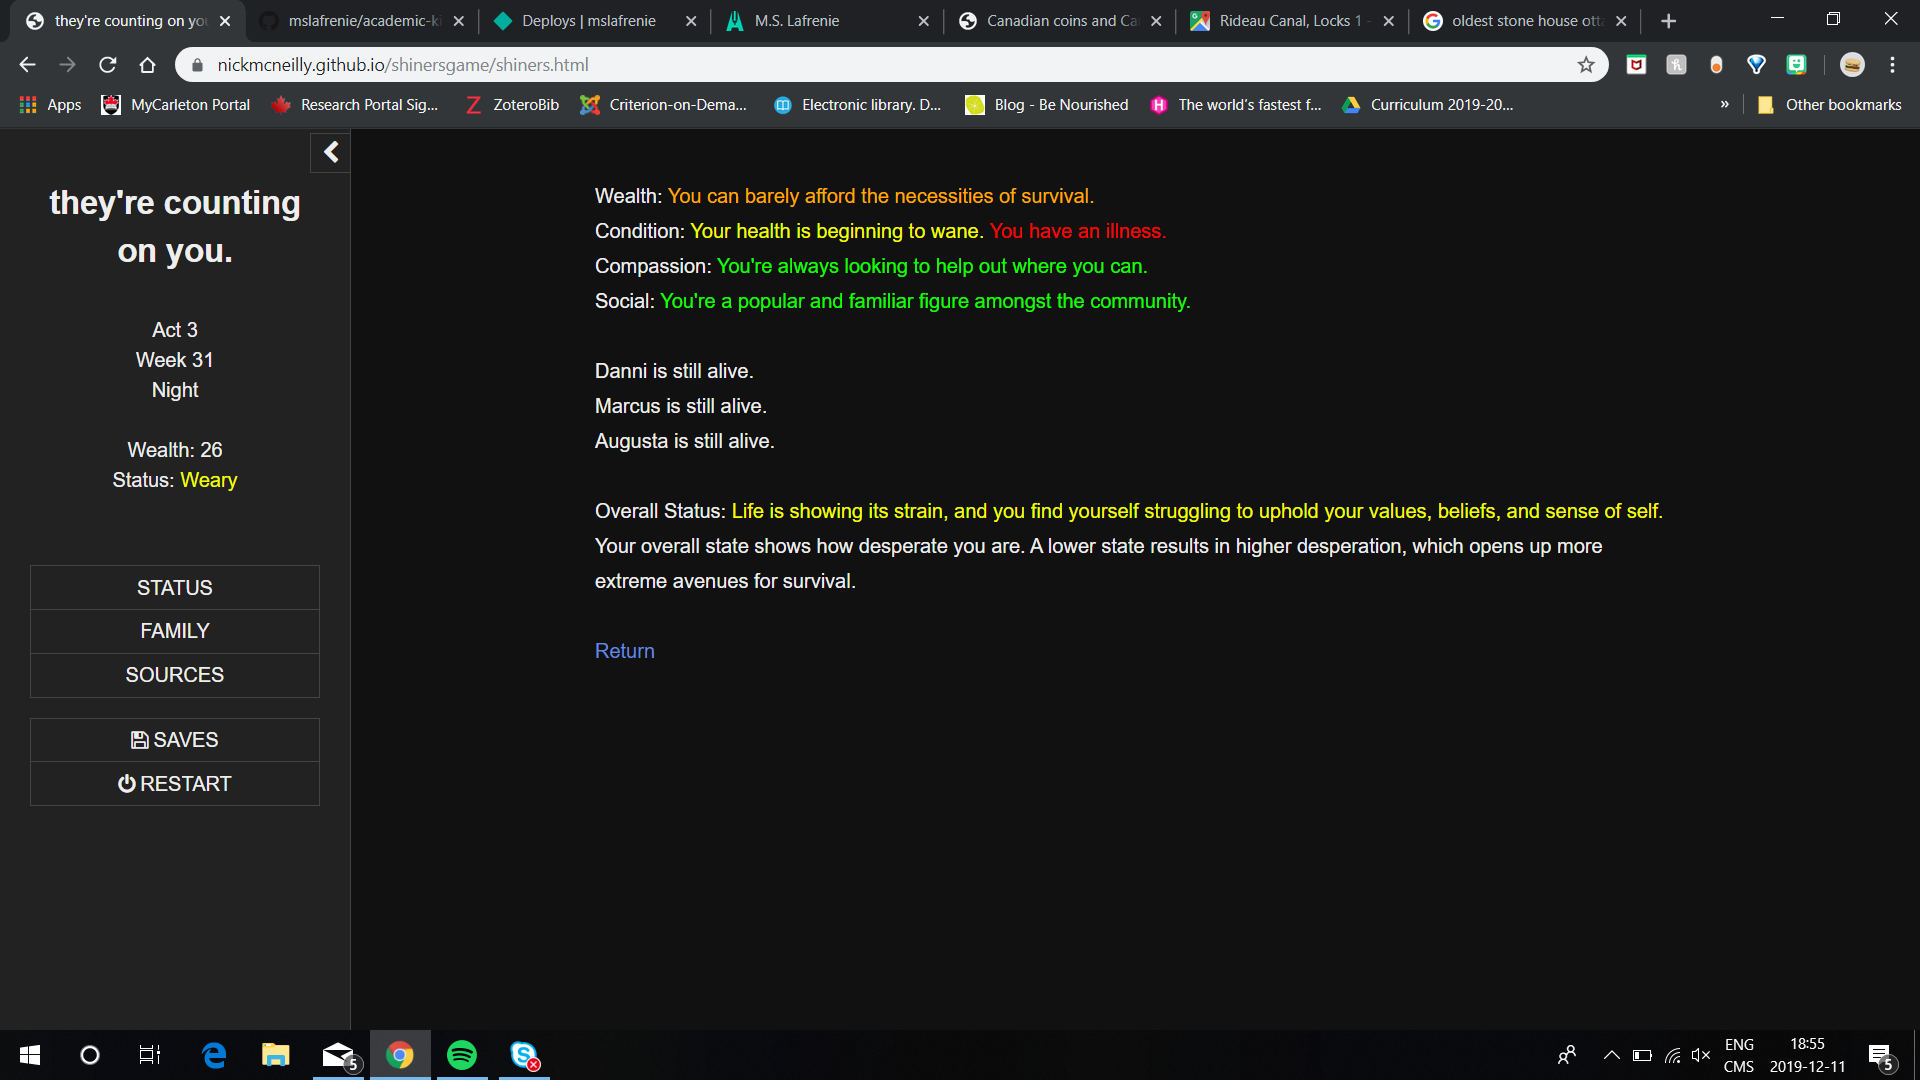 they're counting on you
mslafrenie/academic-ki
Deploys | mslafrenie
M.S. Lafrenie
Canadian coins and Ca
Rideau Canal, Locks 1 -
oldest stone house ott
nickmcneilly.github.io/shinersgame/shiners.html
Apps
MyCarleton Portal
Research Portal Sig...
ZoteroBib
Criterion-on-Dema...
Electronic library. D...
Blog - Be Nourished
The world's fastest f...
Curriculum 2019-20...
»
Other bookmarks
they're counting
on you.
Act 3
Week 31
Night
Wealth: 26
Status: Weary
STATUS
FAMILY
SOURCES
SAVES
RESTART
Wealth: You can barely afford the necessities of survival.
Condition: Your health is beginning to wane. You have an illness.
Compassion: You're always looking to help out where you can.
Social: You're a popular and familiar figure amongst the community.
Danni is still alive.
Marcus is still alive.
Augusta is still alive.
Overall Status: Life is showing its strain, and you find yourself struggling to uphold your values, beliefs, and sense of self.
Your overall state shows how desperate you are. A lower state results in higher desperation, which opens up more
extreme avenues for survival.
Return
5
ENG
CMS
18:55
2019-12-11
5